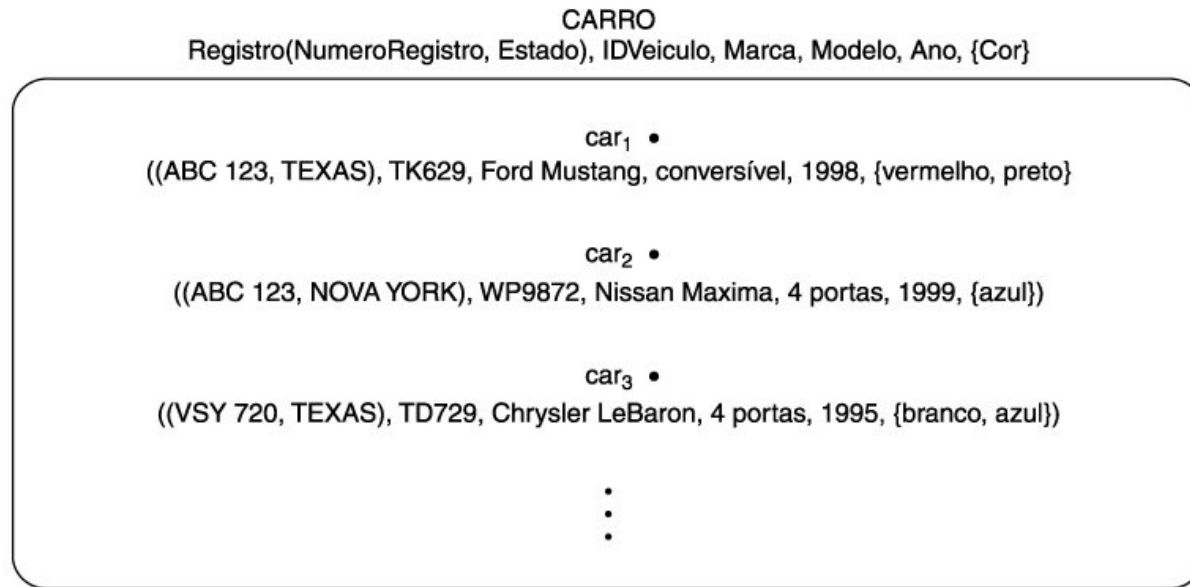 CARRO
Registro(NumeroRegistro, Estado), IDVeiculo, Marca, Modelo, Ano, {Cor}
car₁ •
((ABC 123, TEXAS), TK629, Ford Mustang, conversível, 1998, {vermelho, preto}
car₂ •
((ABC 123, NOVA YORK), WP9872, Nissan Maxima, 4 portas, 1999, {azul})
car₃ •
((VSY 720, TEXAS), TD729, Chrysler LeBaron, 4 portas, 1995, {branco, azul})